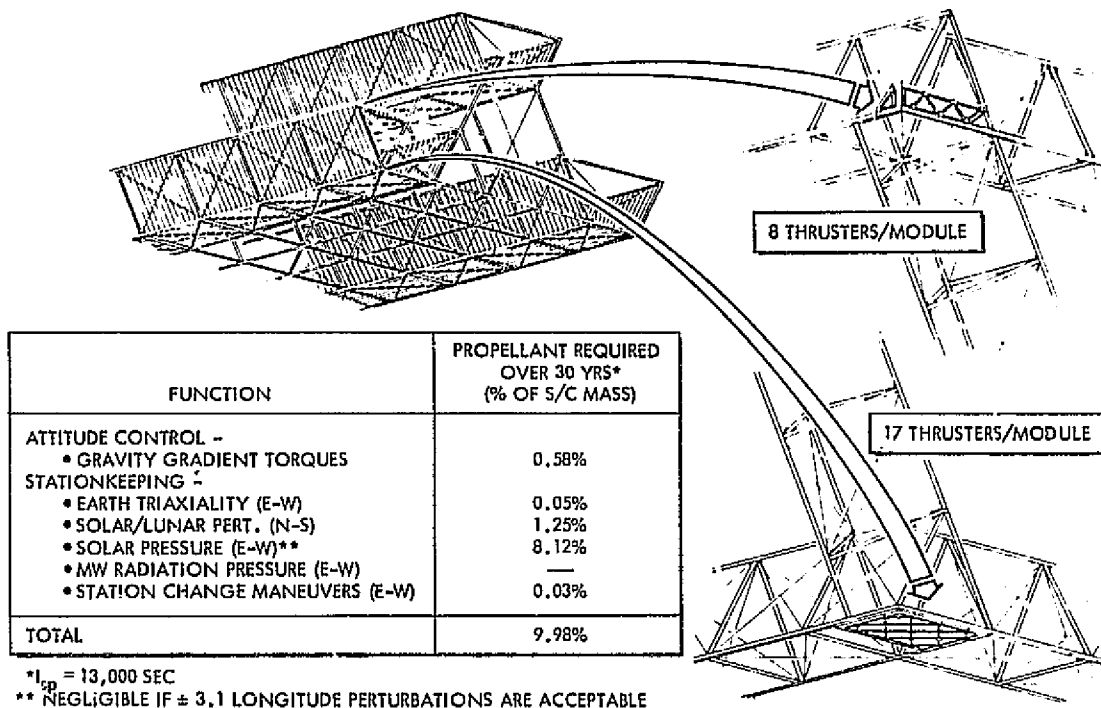 8 THRUSTERS/MODULE
17 THRUSTERS/MODULE
FUNCTION
PROPELLANT REQUIRED
OVER 30 YRS*
(% OF S/C MASS)
ATTITUDE CONTROL -
• GRAVITY GRADIENT TORQUES 0.58%
STATIONKEEPING -
• EARTH TRIAXIALITY (E-W) 0.05%
• SOLAR/LUNAR PERT. (N-S) 1.25%
• SOLAR PRESSURE (E-W)** 8.12%
• MW RADIATION PRESSURE (E-W) —
• STATION CHANGE MANEUVERS (E-W) 0.03%
TOTAL 9.98%
*Isp = 13,000 SEC
** NEGLIGIBLE IF ± 3.1 LONGITUDE PERTURBATIONS ARE ACCEPTABLE